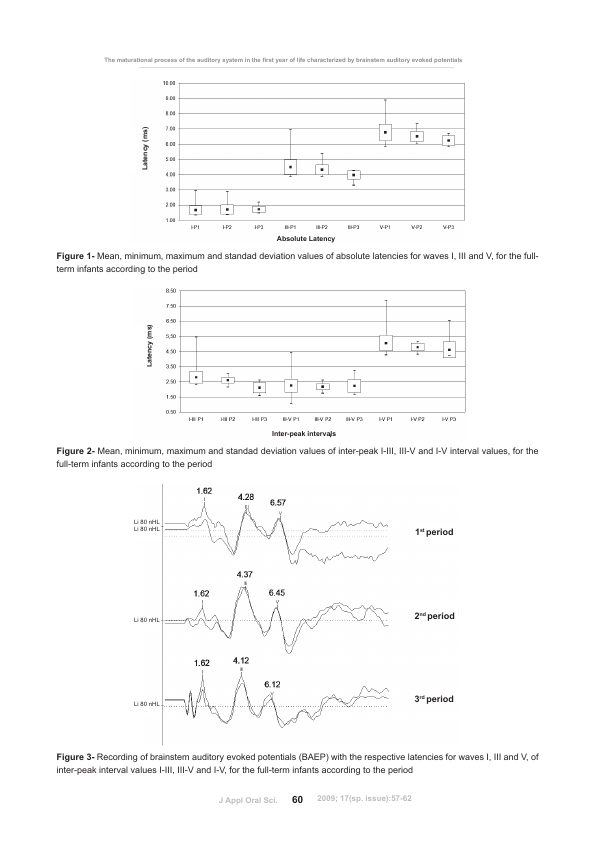 The maturational process of the auditory system in the first year of life characterized by brainstem auditory evoked potentials
10.00
9.00
8.00
7.00
6.00
5.00
4.00
3.00
2.00
1.00
Latency (ms)
I-P1 I-P2 I-P3 III-P1 III-P2 III-P3 V-P1 V-P2 V-P3
Absolute Latency
Figure 1- Mean, minimum, maximum and standad deviation values of absolute latencies for waves I, III and V, for the full-
term infants according to the period
8.50
7.50
6.50
5,50
4.50
3.50
2.50
1.50
0.50
Latency (ms)
I-III P1 I-III P2 I-III P3 III-V P1 III-V P2 III-V P3 I-V P1 I-V P2 I-V P3
Inter-peak intervals
Figure 2- Mean, minimum, maximum and standad deviation values of inter-peak I-III, III-V and I-V interval values, for the
full-term infants according to the period
1.62 4.28 6.57
I III V
Li 80 nHL
Li 80 nHL
1st period
4.37
III
1.62 6.45
I V
Li 80 nHL
2nd period
1.62 4.12
I III
6.12
V
Li 80 nHL
3rd period
Figure 3- Recording of brainstem auditory evoked potentials (BAEP) with the respective latencies for waves I, III and V, of
inter-peak interval values I-III, III-V and I-V, for the full-term infants according to the period
J Appl Oral Sci. 60 2009; 17(sp. issue):57-62